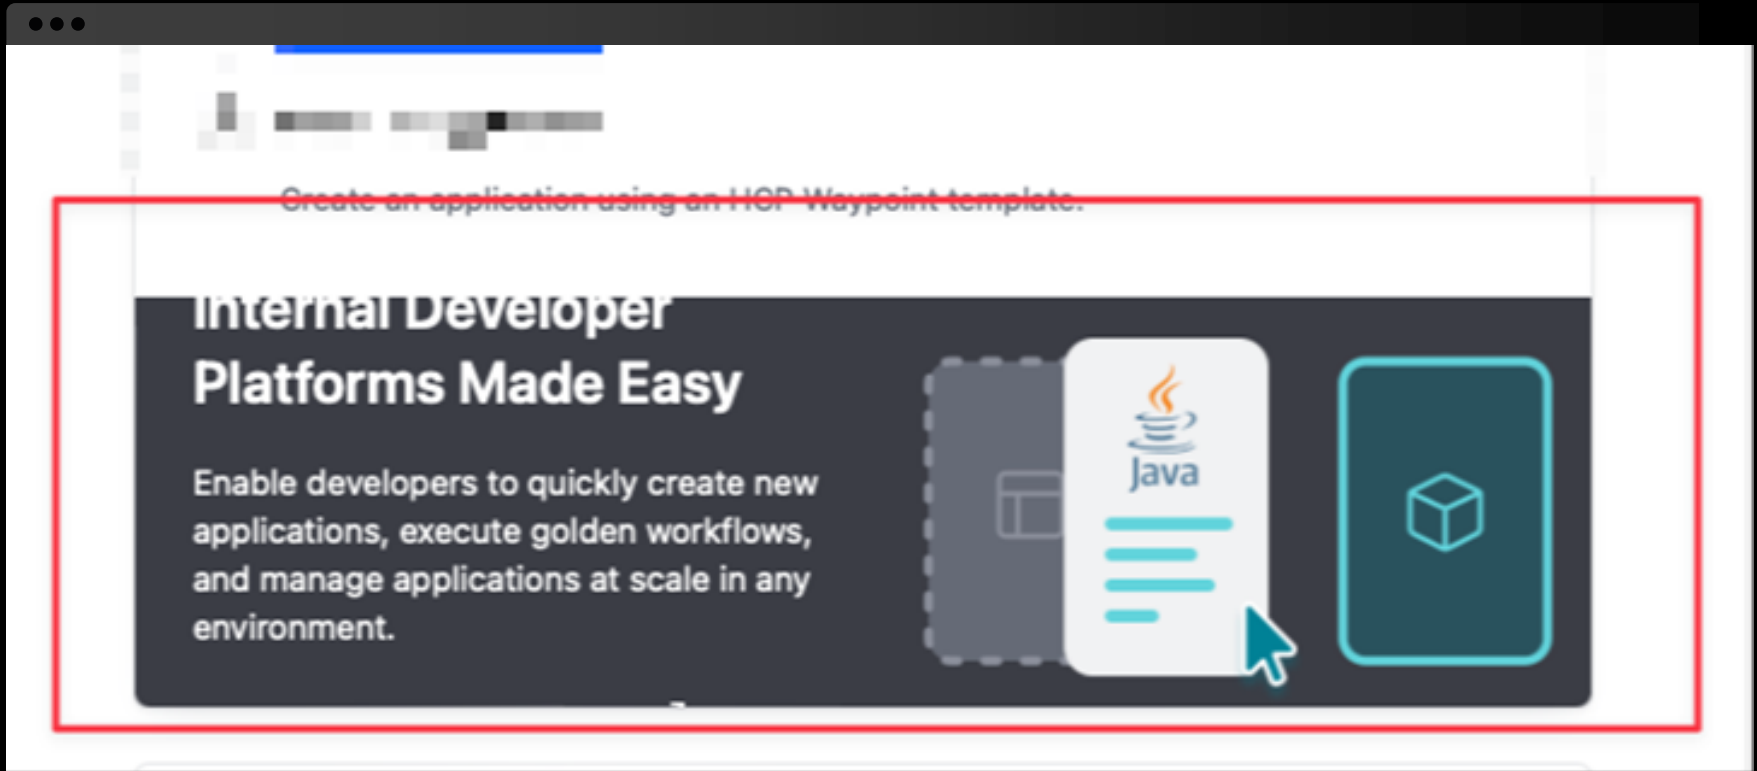 Create an application using an HCP Waypoint template.
Internal Developer
Platforms Made Easy
Enable developers to quickly create new
applications, execute golden workflows,
and manage applications at scale in any
environment.
Java